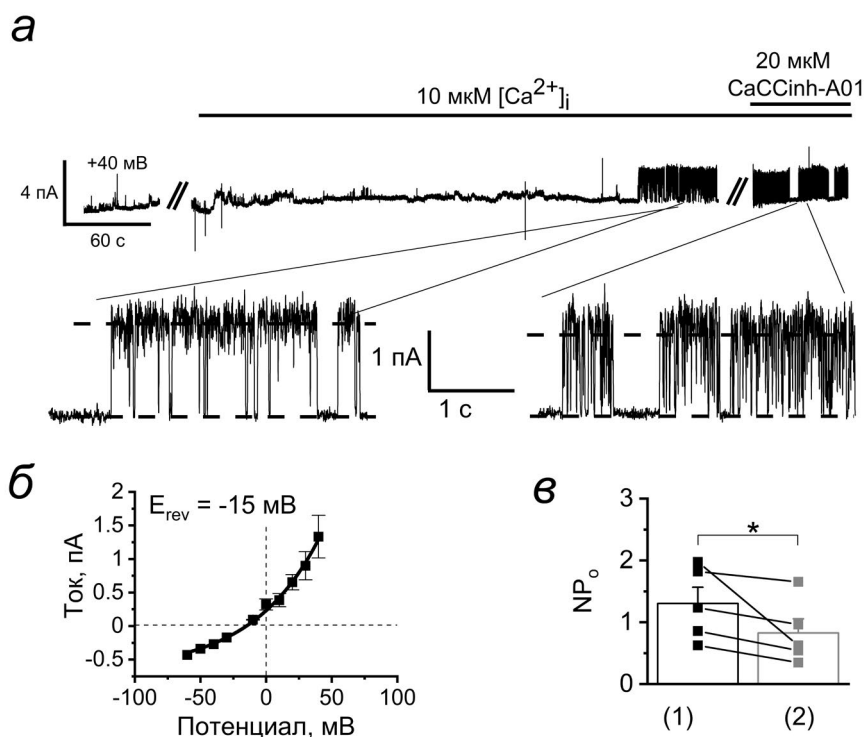 а
20 мкМ
CaCCinh-A01
10 мкМ [Ca²⁺]ᵢ
+40 мВ
4 пА
60 с
1 пА
1 с
б
Eᵣₑᵥ = -15 мВ
Ток, пА
2
1.5
1
0.5
0
-0.5
-100
-50
0
50
100
Потенциал, мВ
в
*
NPₒ
3
2
1
0
(1)
(2)